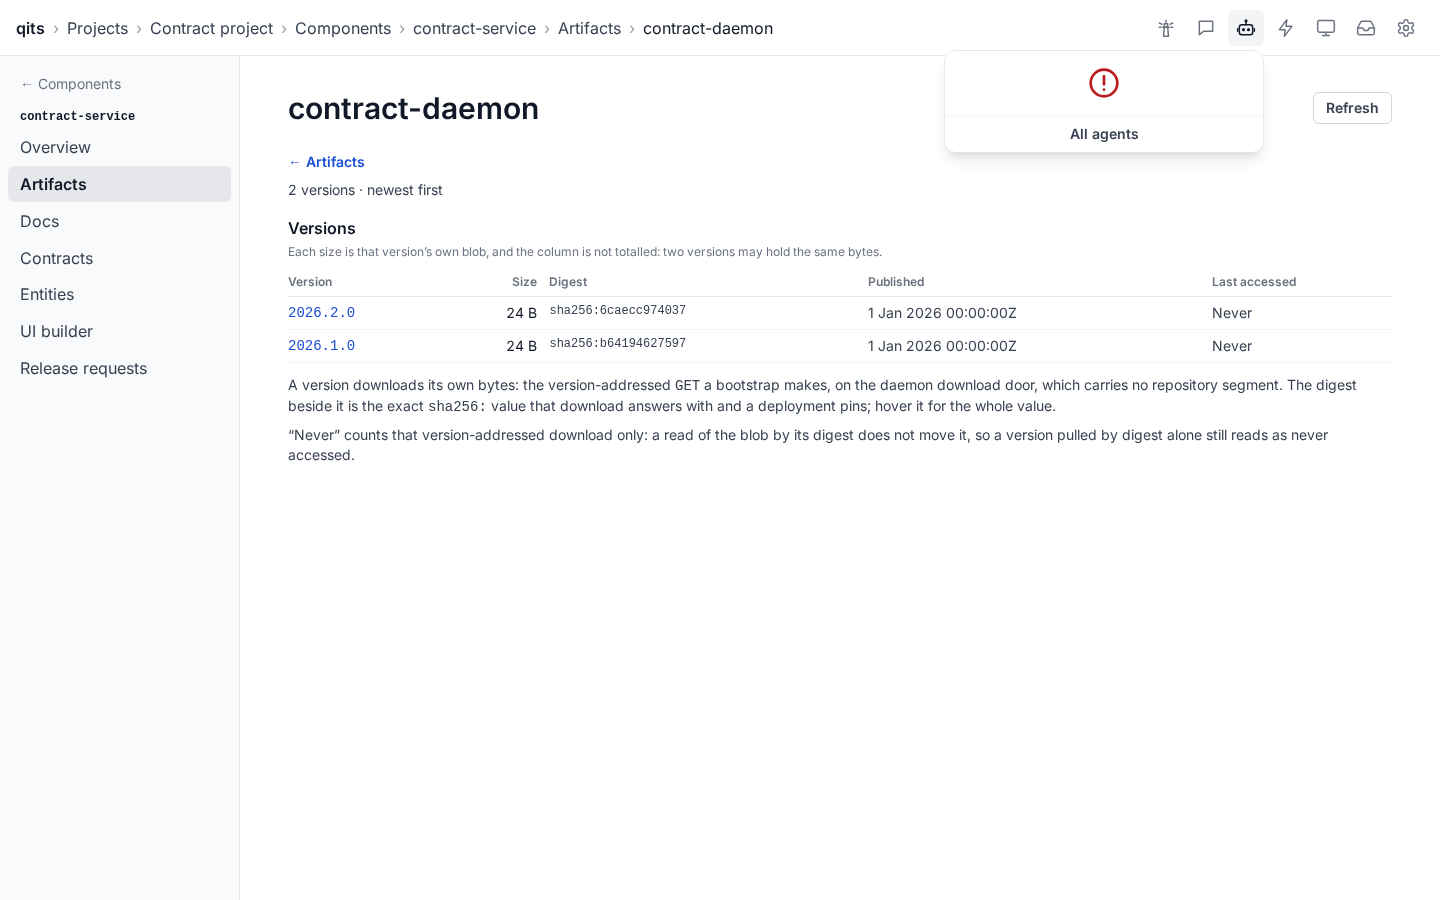 qits › Projects › Contract project › Components › contract-service › Artifacts › contract-daemon
← Components
contract-service
Overview
Artifacts
Docs
Contracts
Entities
UI builder
Release requests
All agents
contract-daemon
Refresh
← Artifacts
2 versions · newest first
Versions
Each size is that version’s own blob, and the column is not totalled: two versions may hold the same bytes.
Version Size Digest Published Last accessed
2026.2.0 24 B sha256:6caecc974037 1 Jan 2026 00:00:00Z Never
2026.1.0 24 B sha256:b64194627597 1 Jan 2026 00:00:00Z Never
A version downloads its own bytes: the version-addressed GET a bootstrap makes, on the daemon download door, which carries no repository segment. The digest
beside it is the exact sha256: value that download answers with and a deployment pins; hover it for the whole value.
“Never” counts that version-addressed download only: a read of the blob by its digest does not move it, so a version pulled by digest alone still reads as never
accessed.